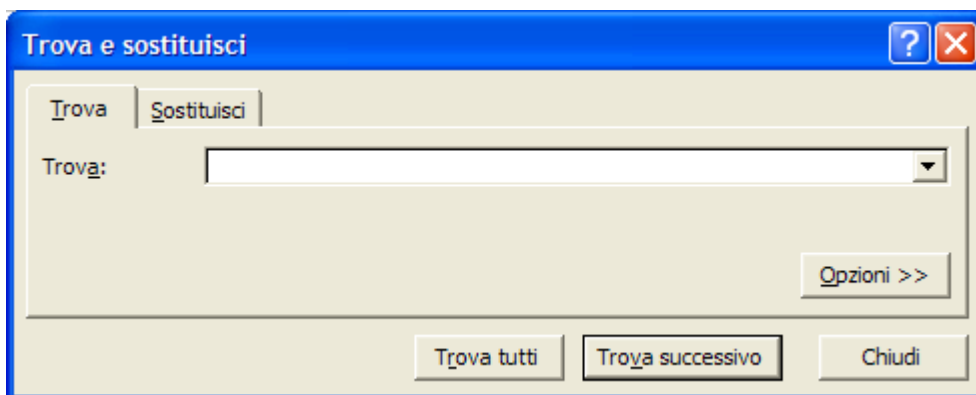 Trova e sostituisci
Trova Sostituisci
Trova:
Opzioni >>
Trova tutti Trova successivo Chiudi